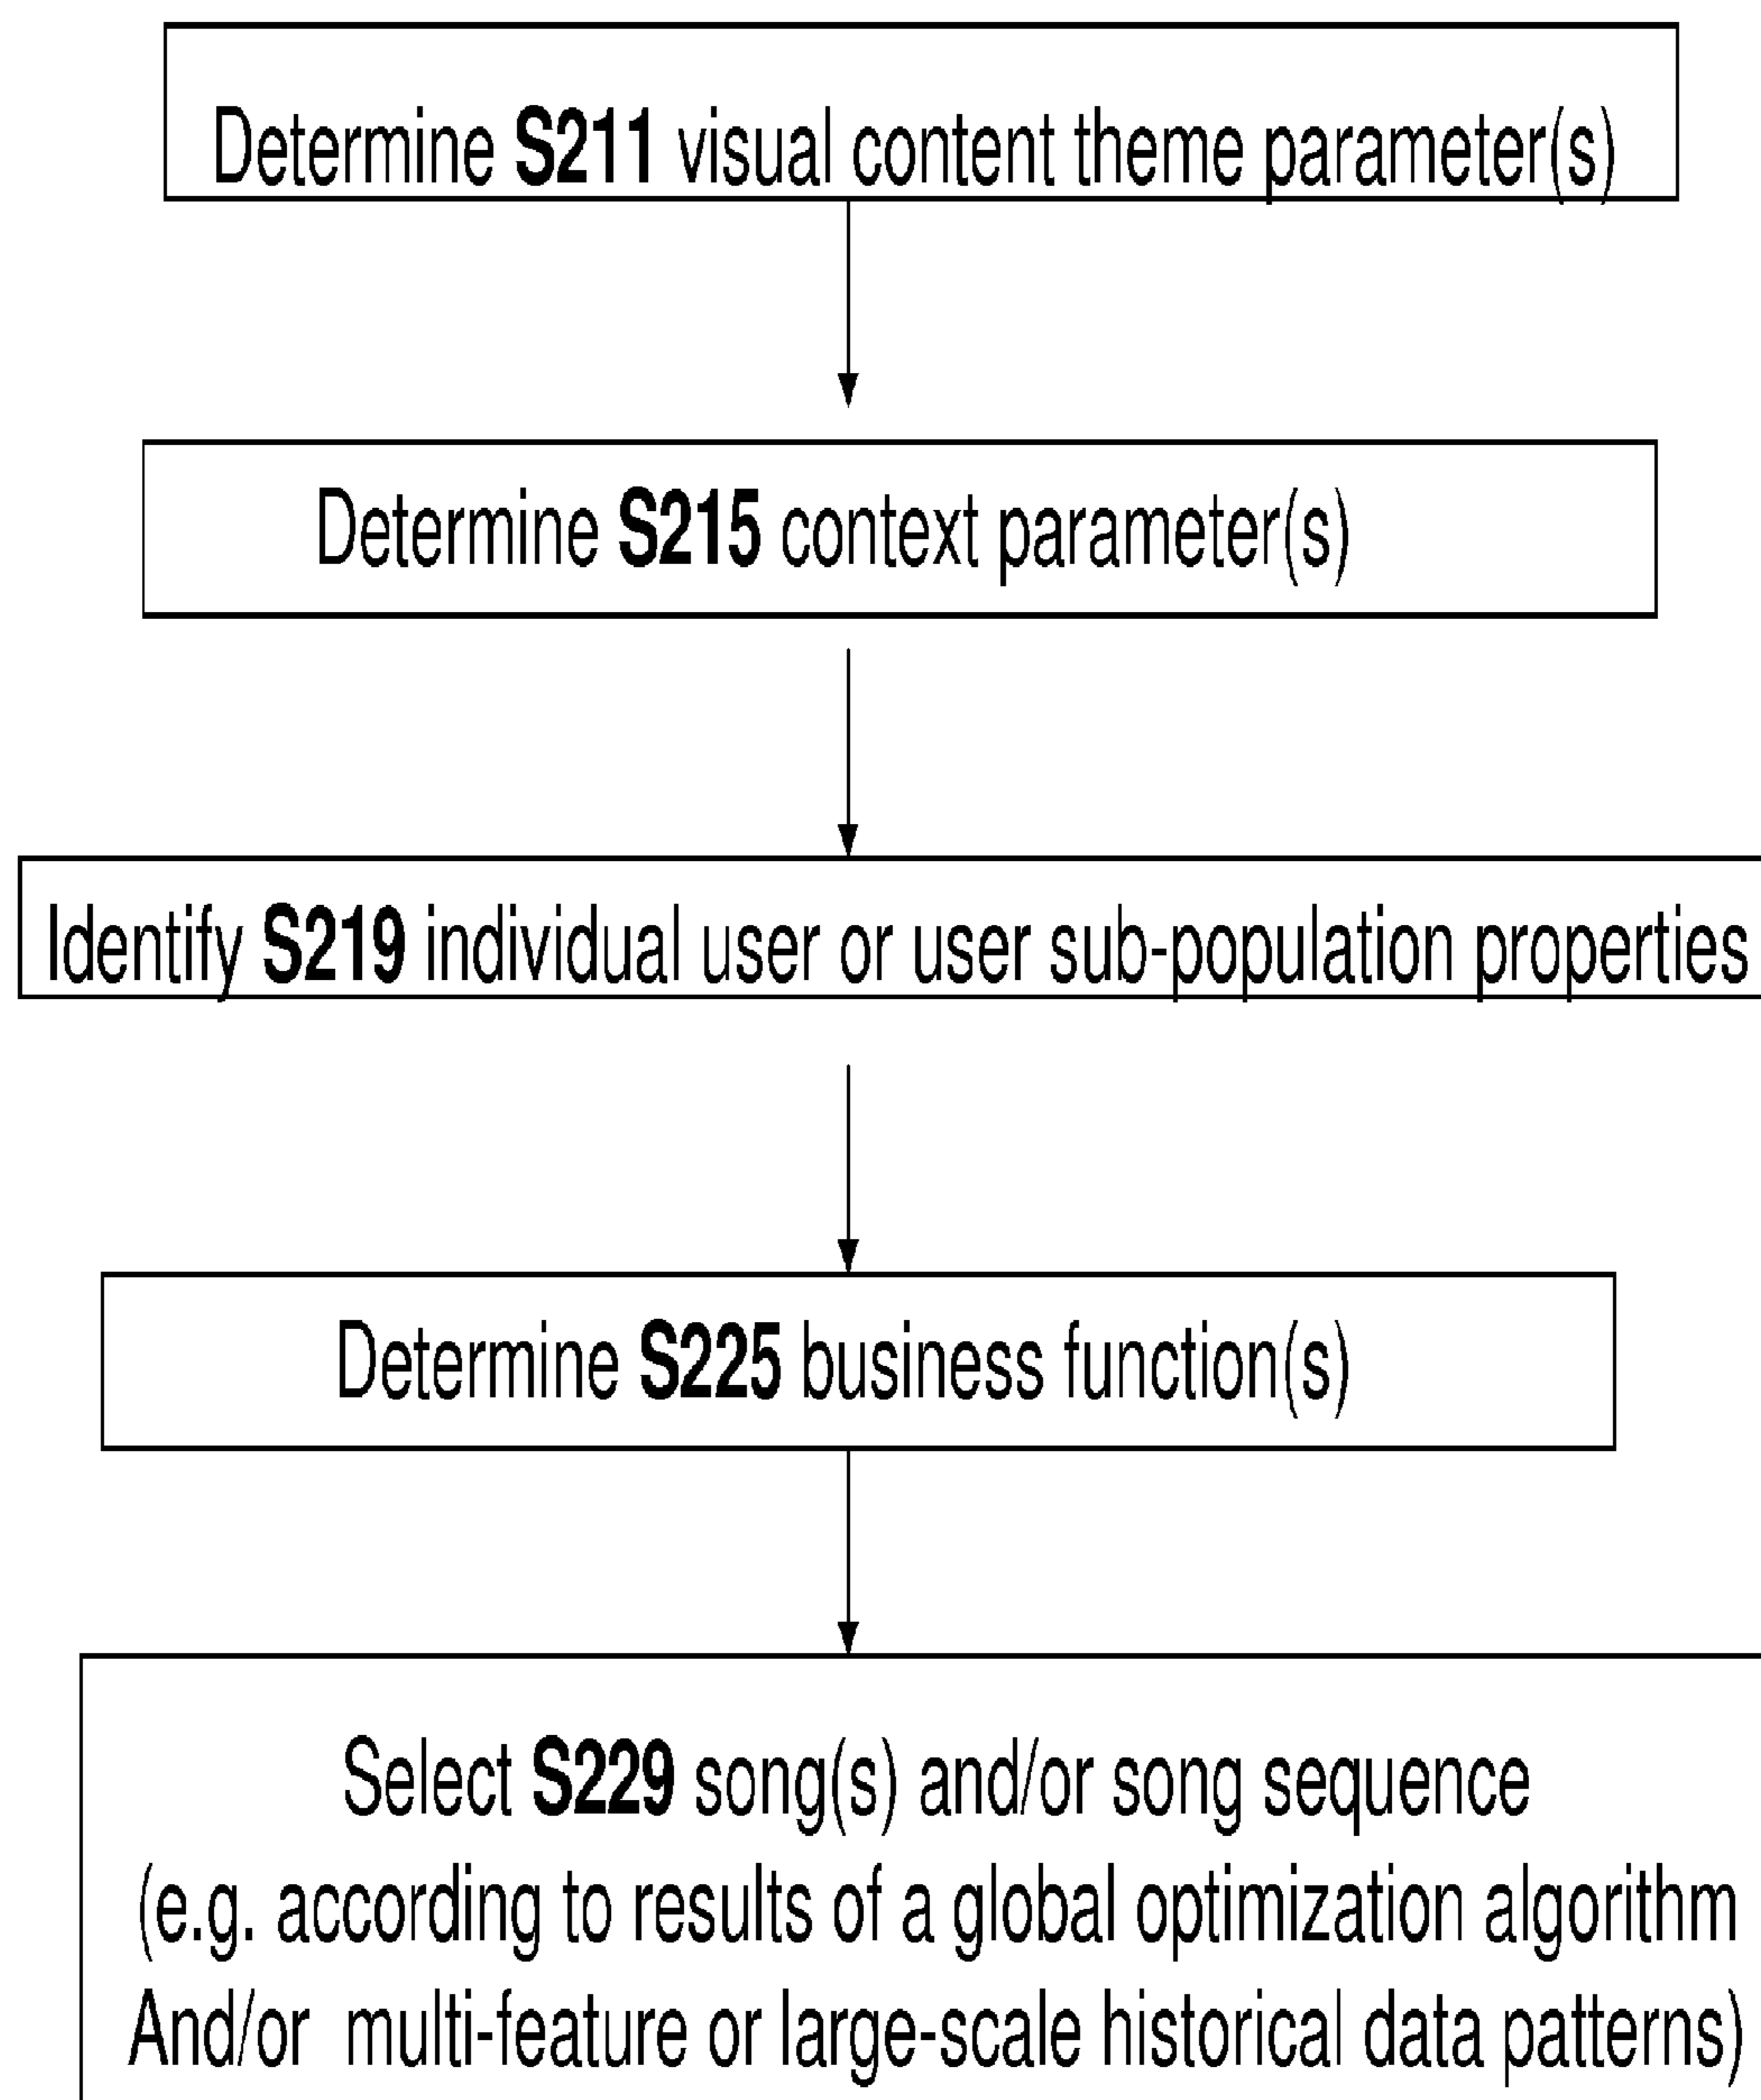 Determine S211 visual content theme parameter(s)
Determine S215 context parameter(s)
Identify S219 individual user or user sub-population properties
Determine S225 business function(s)
Select S229 song(s) and/or song sequence
(e.g. according to results of a global optimization algorithm
And/or multi-feature or large-scale historical data patterns)